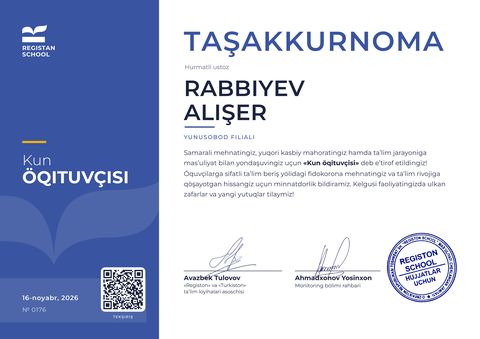 REGISTAN
SCHOOL
TAŞAKKURNOMA
Hurmatli ustoz
RABBIYEV
ALIŞER
YUNUSOBOD FILIALI
Kun
ÖQITUVÇISI
Samarali mehnatingiz, yuqori kasbiy mahoratingiz hamda ta'lim jarayoniga
mas'uliyat bilan yondaşuvingiz uçun «Kun öqituvçisi» deb e'tirof etildingiz!
Öquvçilarga sifatli ta'lim beriş yölidagi fidokorona mehnatingiz va ta'lim rivojiga
qöşayotgan hissangiz uçun minnatdorlik bildiramiz. Kelgusi faoliyatingizda ulkan
zafarlar va yangi yutuqlar tilaymiz!
16-noyabr, 2026
№ 0176
TEKŞIRIŞ
Avazbek Tulovov
«Registon» va «Turkiston»
ta'lim loyihalari asosçhisi
Ahmadxonov Yosinxon
Monitoring bölimi rahbari
REGISTON
SCHOOL
HUJJATLAR
UCHUN